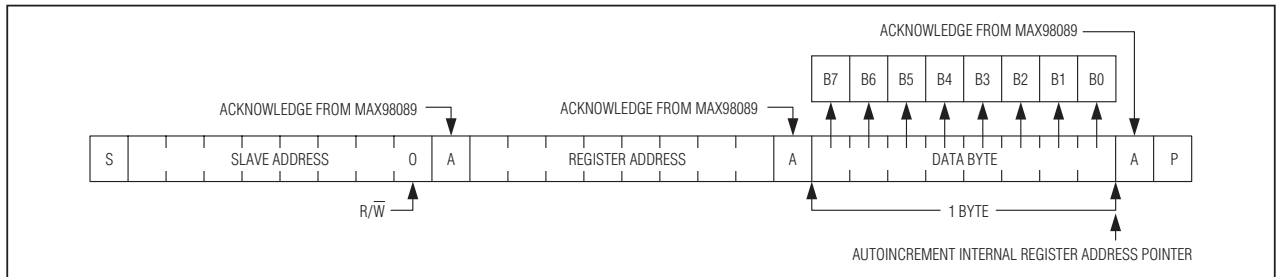 ACKNOWLEDGE FROM MAX98089
B7 B6 B5 B4 B3 B2 B1 B0
ACKNOWLEDGE FROM MAX98089 ACKNOWLEDGE FROM MAX98089
S SLAVE ADDRESS 0 A REGISTER ADDRESS A DATA BYTE A P
R/W̅ 1 BYTE
AUTOINCREMENT INTERNAL REGISTER ADDRESS POINTER